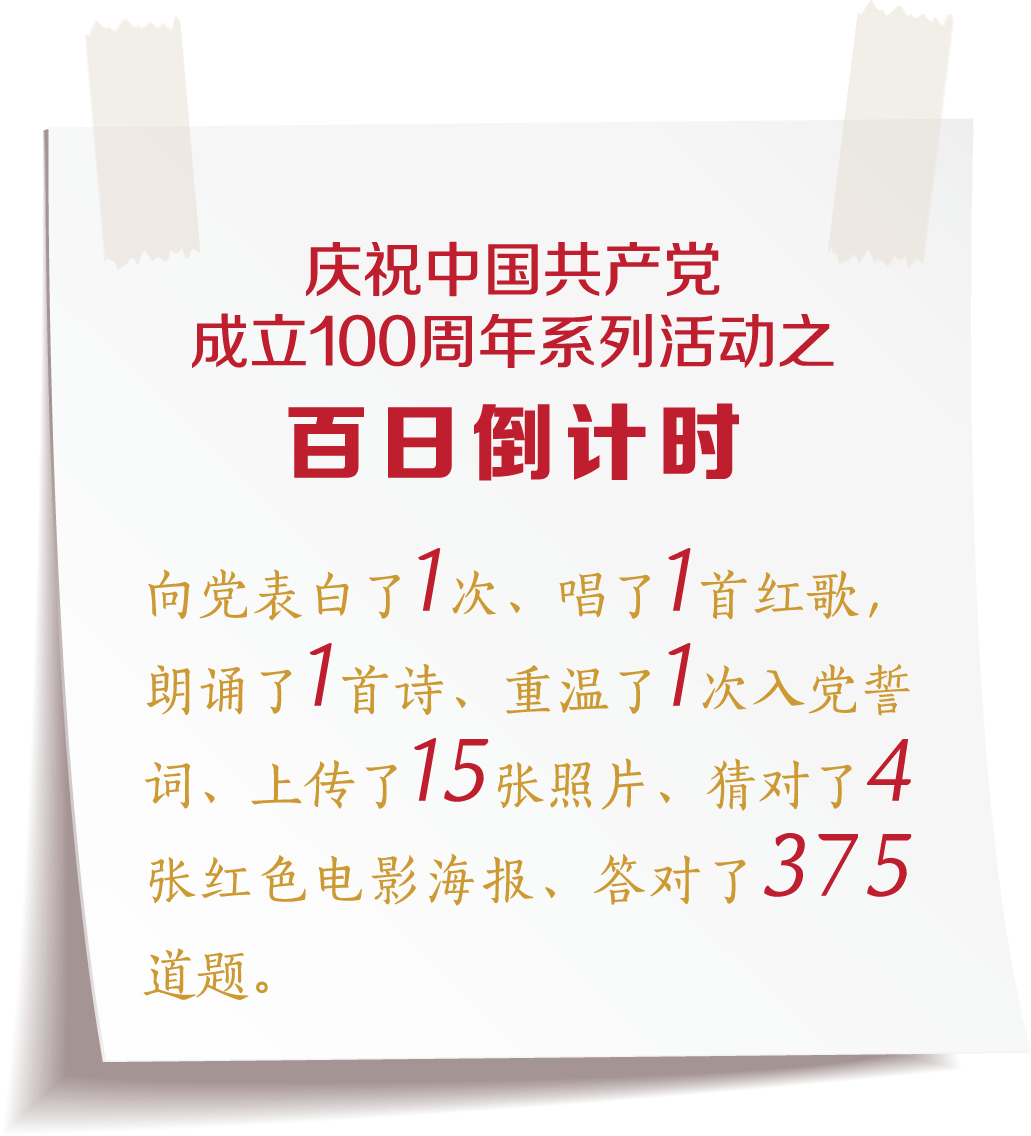 庆祝中国共产党
成立100周年系列活动之
百日倒计时
向党表白了1次、唱了1首红歌,
朗诵了1首诗、重温了1次入党誓
词、上传了15张照片、猜对了4
张红色电影海报、答对了375
道题。